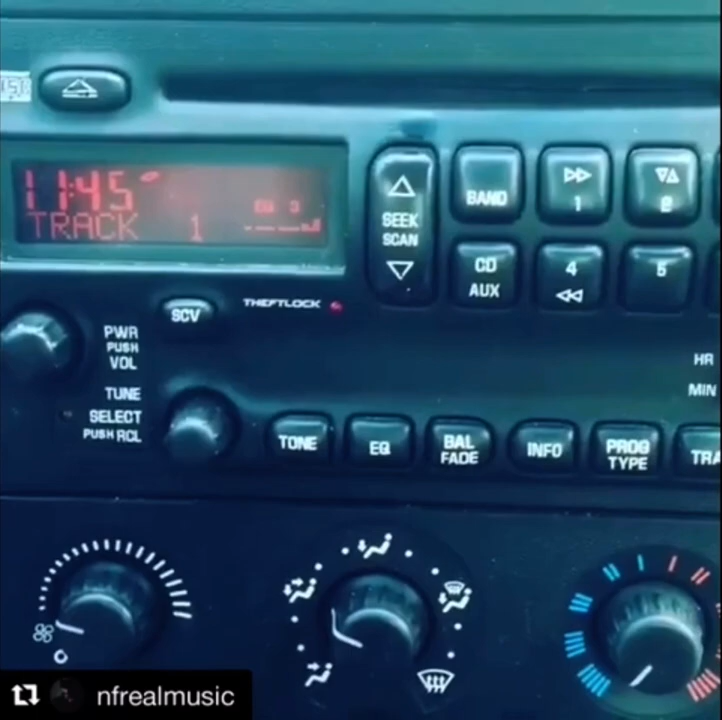 11:45
TRACK 1
SEEK
SCAN
BAND
1
2
CD
AUX
4
5
SCV
THEFTLOCK
PWR
PUSH
VOL
TUNE
SELECT
PUSH RCL
HR
MIN
TONE
EQ
BAL
FADE
INFO
PROG
TYPE
TRA
nfrealmusic